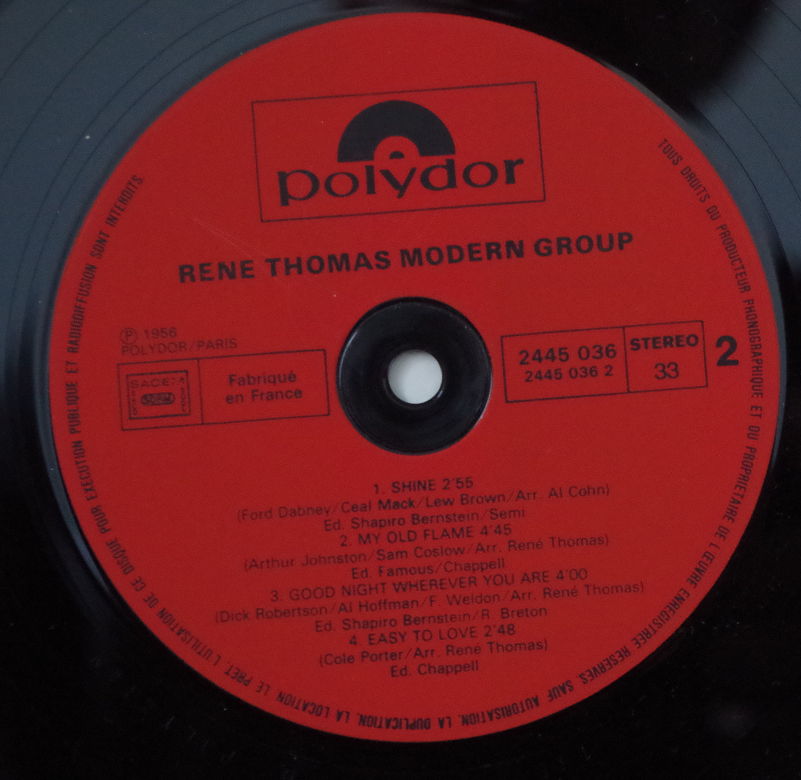 polydor
RENE THOMAS MODERN GROUP
℗ 1956
POLYDOR/PARIS
SACEM
Fabriqué
en France
2445 036
2445 036 2
STEREO
33
2
1. SHINE 2'55
(Ford Dabney/Ceal Mack/Lew Brown/Arr. Al Cohn)
Ed. Shapiro Bernstein/Semi
2. MY OLD FLAME 4'45
(Arthur Johnston/Sam Coslow/Arr. René Thomas)
Ed. Famous/Chappell
3. GOOD NIGHT WHEREVER YOU ARE 4'00
(Dick Robertson/Al Hoffman/F. Weldon/Arr. René Thomas)
Ed. Shapiro Bernstein/R. Breton
4. EASY TO LOVE 2'48
(Cole Porter/Arr. René Thomas)
Ed. Chappell
TOUS DROITS DU PRODUCTEUR PHONOGRAPHIQUE ET DU PROPRIETAIRE DE L'ŒUVRE ENREGISTREE RESERVES. SAUF AUTORISATION, LA DUPLICATION, LA LOCATION, LE PRET, L'UTILISATION DE CE DISQUE POUR EXECUTION PUBLIQUE ET RADIODIFFUSION SONT INTERDITS